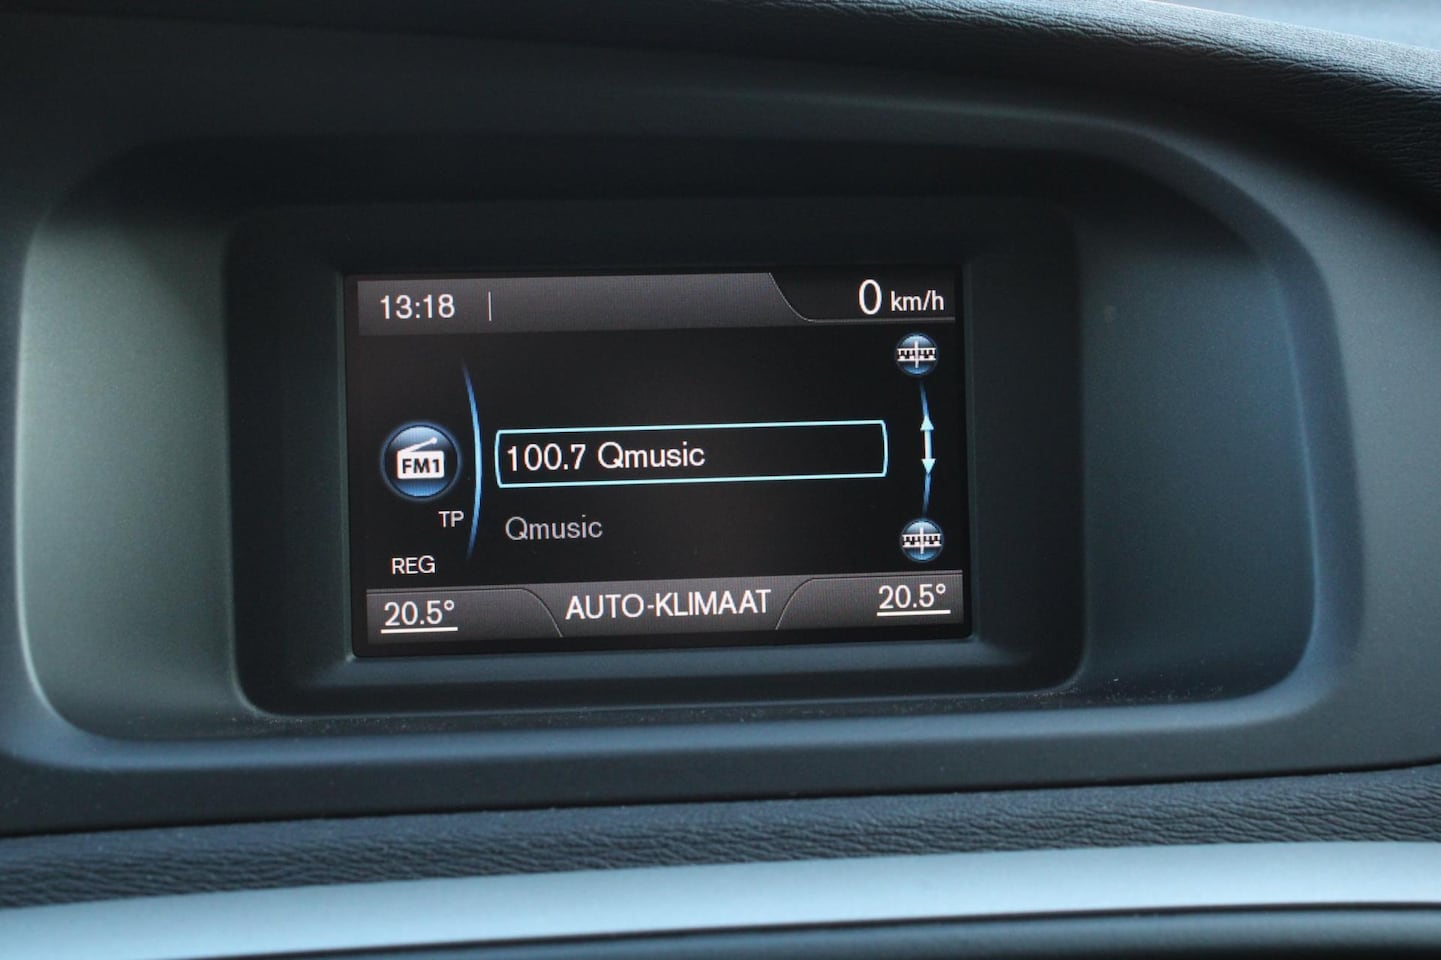 13:18
0 km/h
FM1
100.7 Qmusic
TP
Qmusic
REG
20.5°
AUTO-KLIMAAT
20.5°